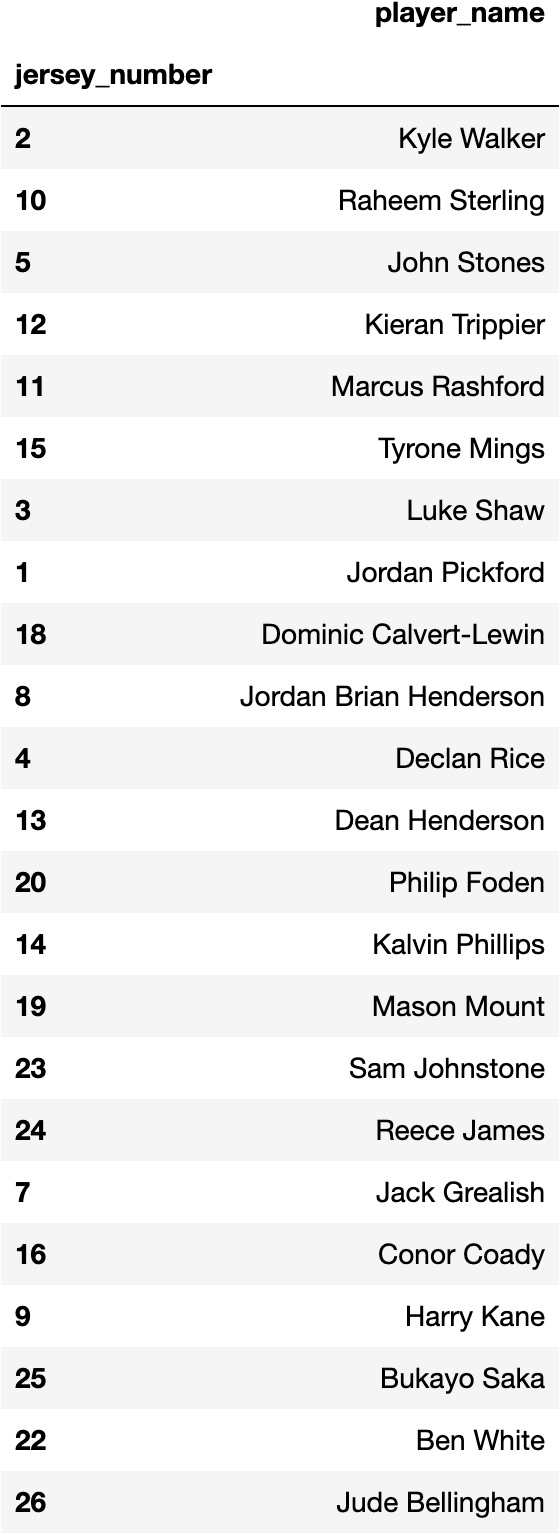 player_name
jersey_number
2 Kyle Walker
10 Raheem Sterling
5 John Stones
12 Kieran Trippier
11 Marcus Rashford
15 Tyrone Mings
3 Luke Shaw
1 Jordan Pickford
18 Dominic Calvert-Lewin
8 Jordan Brian Henderson
4 Declan Rice
13 Dean Henderson
20 Philip Foden
14 Kalvin Phillips
19 Mason Mount
23 Sam Johnstone
24 Reece James
7 Jack Grealish
16 Conor Coady
9 Harry Kane
25 Bukayo Saka
22 Ben White
26 Jude Bellingham